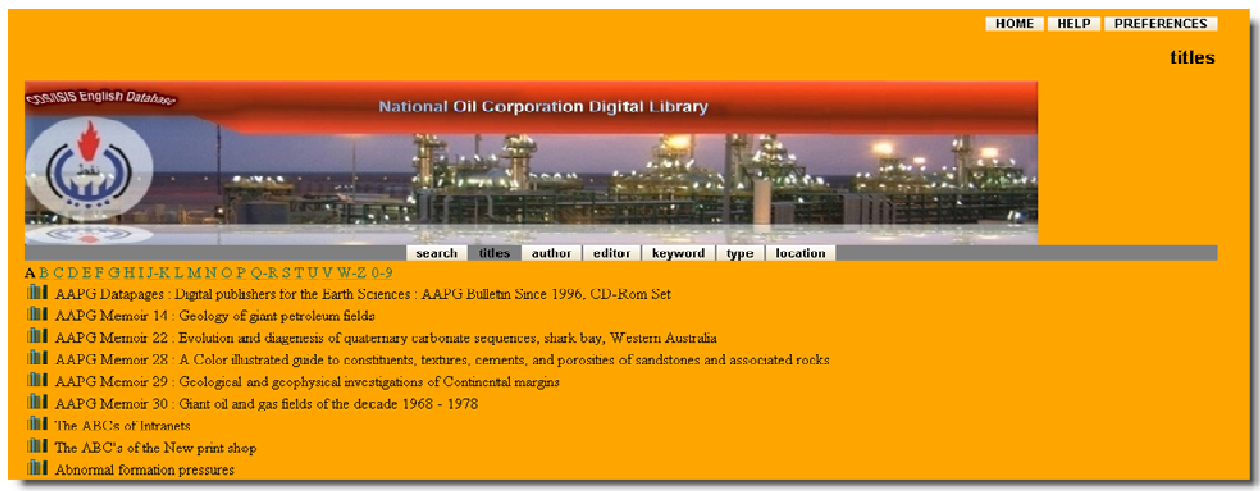 HOME HELP PREFERENCES
titles
CDS/ISIS English Database
National Oil Corporation Digital Library
search titles author editor keyword type location
A B C D E F G H I J-K L M N O P Q-R S T U V W-Z 0-9
AAPG Datapages : Digital publishers for the Earth Sciences : AAPG Bulletin Since 1996, CD-Rom Set
AAPG Memoir 14 : Geology of giant petroleum fields
AAPG Memoir 22 : Evolution and diagenesis of quaternary carbonate sequences, shark bay, Western Australia
AAPG Memoir 28 : A Color illustrated guide to constituents, textures, cements, and porosities of sandstones and associated rocks
AAPG Memoir 29 : Geological and geophysical investigations of Continental margins
AAPG Memoir 30 : Giant oil and gas fields of the decade 1968 - 1978
The ABCs of Intranets
The ABC's of the New print shop
Abnormal formation pressures